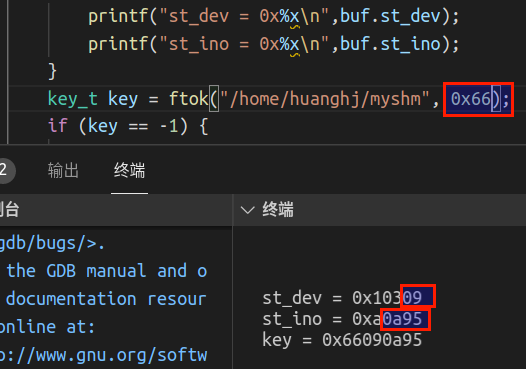 printf("st_dev = 0x%x\n",buf.st_dev);
printf("st_ino = 0x%x\n",buf.st_ino);
}
key_t key = ftok("/home/huanghj/myshm", 0x66);
if (key == -1) {
2 输出 终端
制台
终端
gdb/bugs/>.
the GDB manual and o
documentation resour
online at:
p://www.gnu.org/softw
st_dev = 0x10309
st_ino = 0xa0a95
key = 0x66090a95